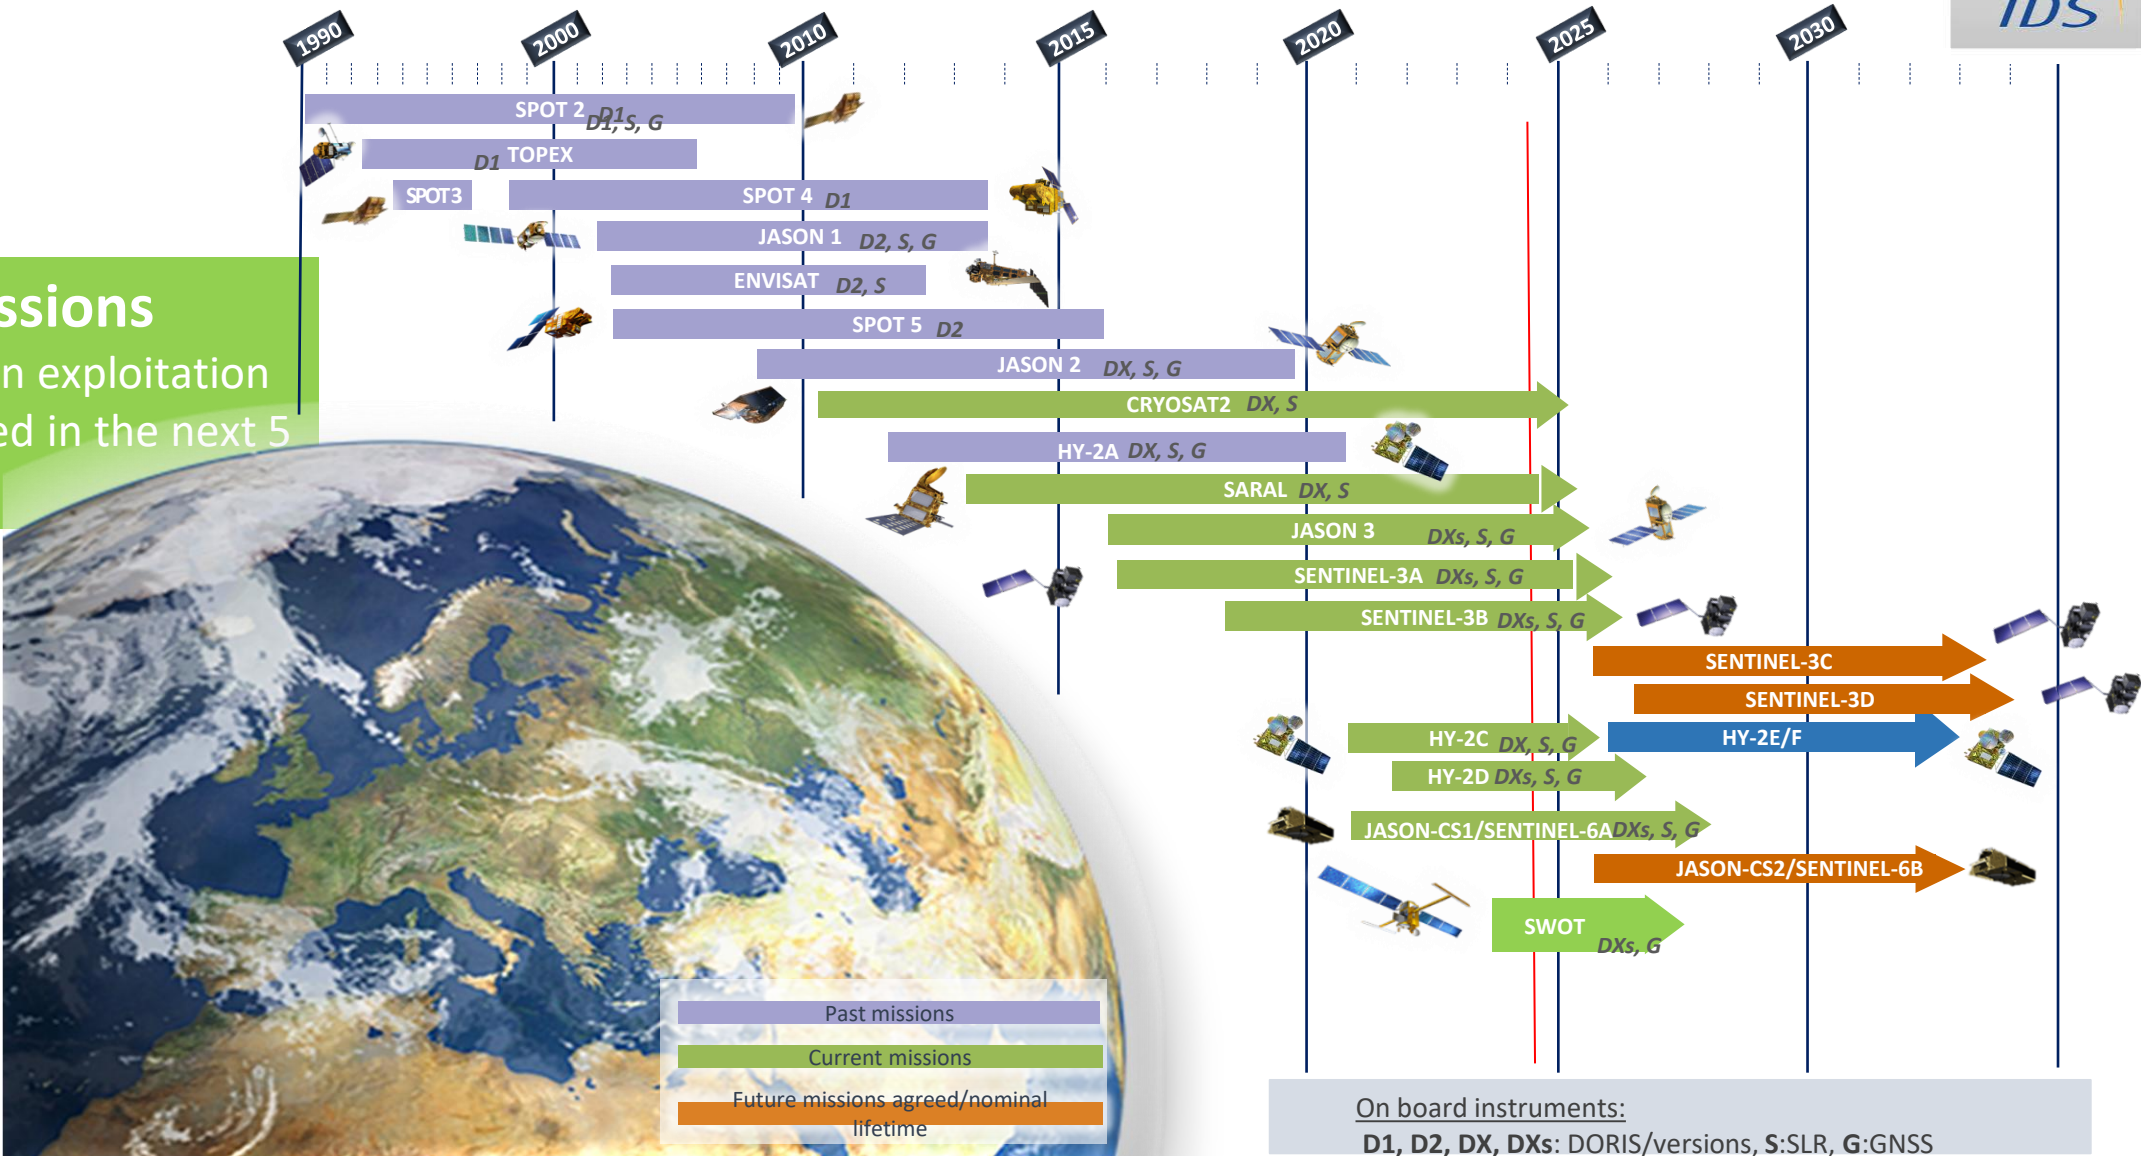 1990 2000 2010 2015 2020 2025 2030
IDS
SPOT 2 D1
D1, S, G
D1 TOPEX
SPOT3
SPOT 4 D1
JASON 1 D2, S, G
ENVISAT D2, S
SPOT 5 D2
JASON 2 DX, S, G
CRYOSAT2 DX, S
HY-2A DX, S, G
SARAL DX, S
JASON 3 DXs, S, G
SENTINEL-3A DXs, S, G
SENTINEL-3B DXs, S, G
SENTINEL-3C
SENTINEL-3D
HY-2C DX, S, G
HY-2E/F
HY-2D DXs, S, G
JASON-CS1/SENTINEL-6A DXs, S, G
JASON-CS2/SENTINEL-6B
SWOT
DXs, G
ssions
n exploitation
ed in the next 5
Past missions
Current missions
Future missions agreed/nominal
lifetime
On board instruments:
D1, D2, DX, DXs: DORIS/versions, S:SLR, G:GNSS